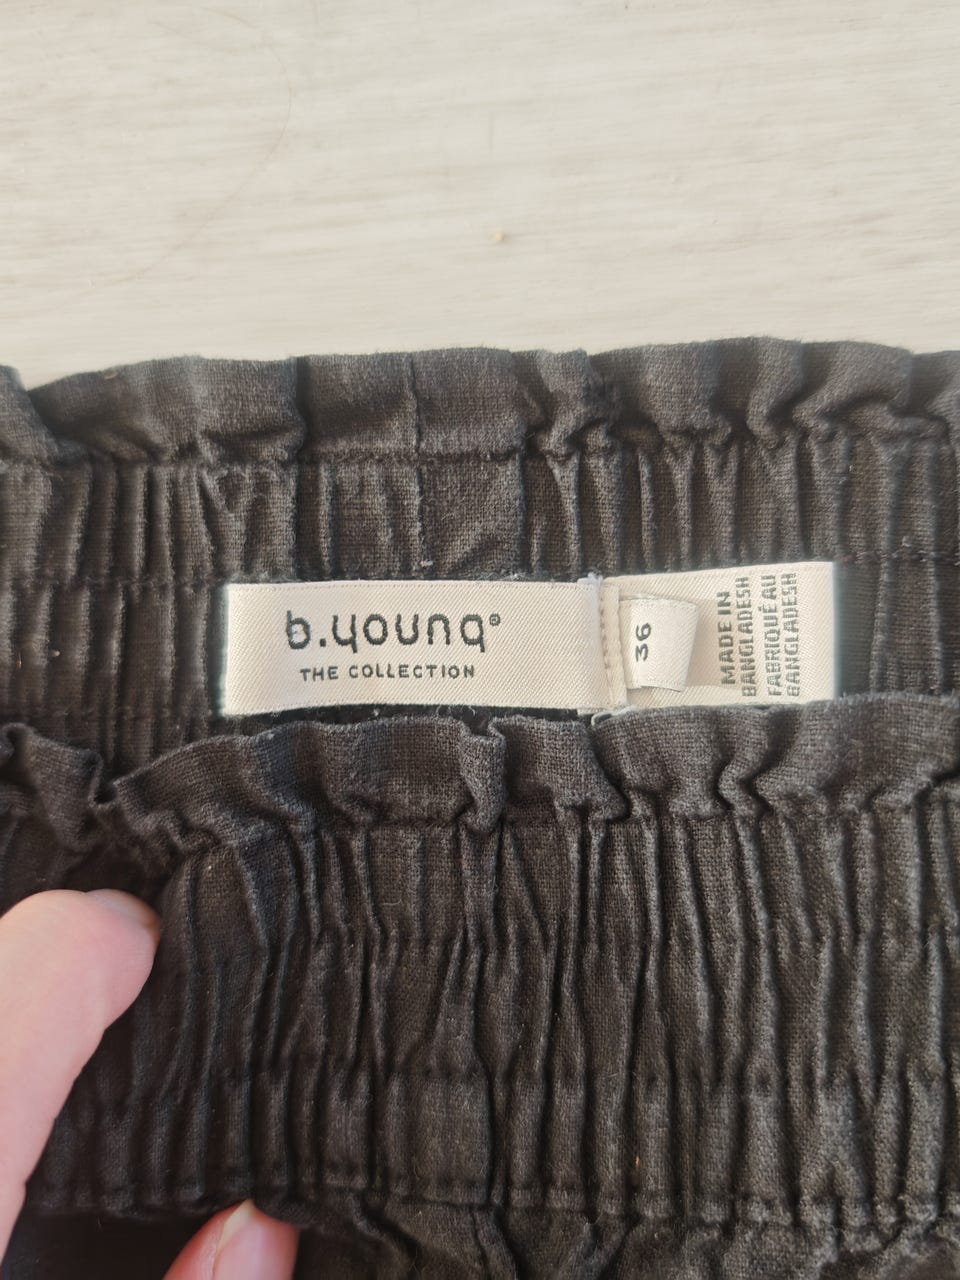 b.young®
THE COLLECTION
36
MADE IN
BANGLADESH
FABRIQUÉ AU
BANGLADESH